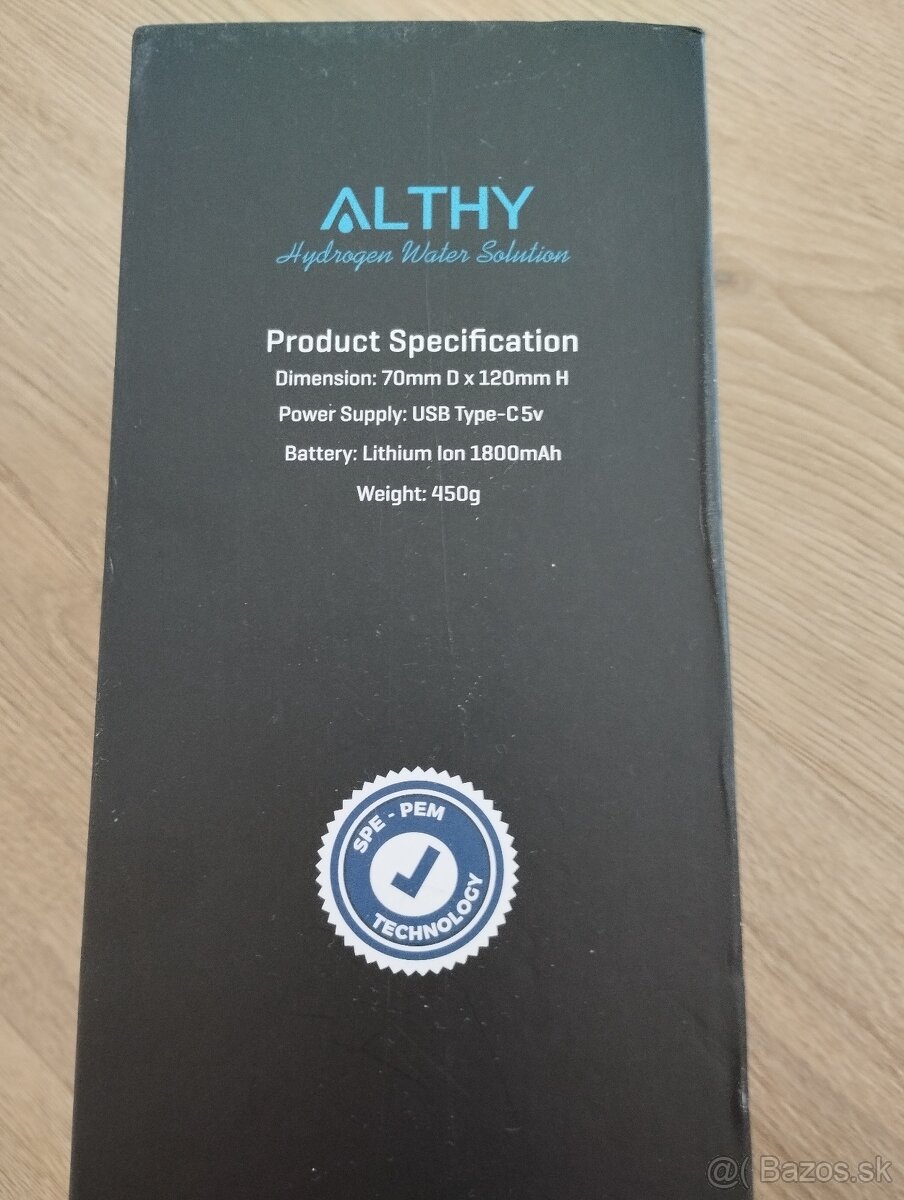 ALTHY
Hydrogen Water Solution
Product Specification
Dimension: 70mm D x 120mm H
Power Supply: USB Type-C 5v
Battery: Lithium Ion 1800mAh
Weight: 450g
SPE - PEM
TECHNOLOGY
@( Bazos.sk